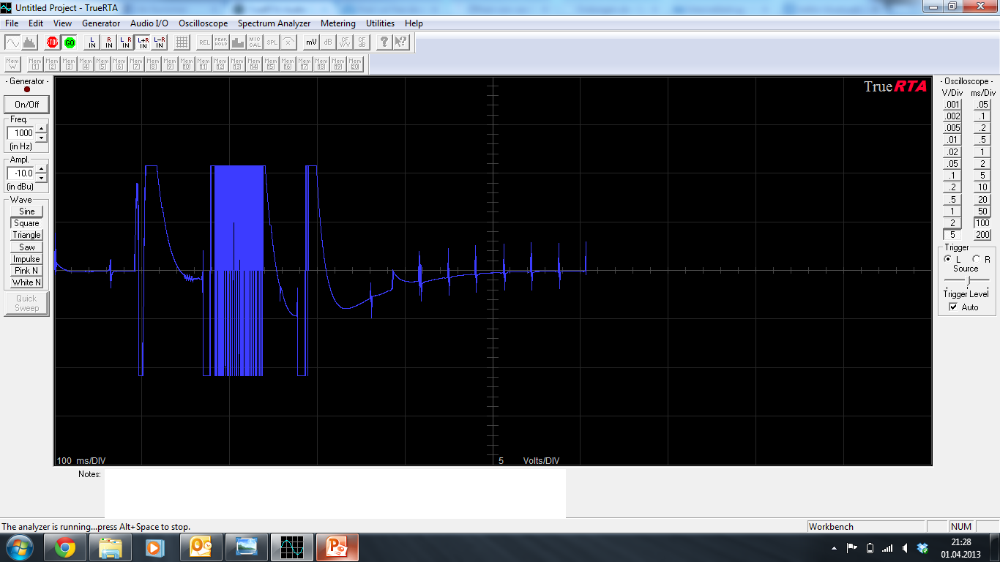 Untitled Project - TrueRTA
File Edit View Generator Audio I/O Oscilloscope Spectrum Analyzer Metering Utilities Help
STOP GO L IN R IN L R IN L+R IN L-R IN REL PEAK HOLD MIC CAL SPL mV dB CF W/V CF dB ? ?
Mem W Mem 1 Mem 2 Mem 3 Mem 4 Mem 5 Mem 6 Mem 7 Mem 8 Mem 9 Mem 10 Mem 11 Mem 12 Mem 13 Mem 14 Mem 15 Mem 16 Mem 17 Mem 18 Mem 19 Mem 20
- Generator -
On/Off
Freq.
1000
(in Hz)
Ampl.
-10.0
(in dBu)
Wave
Sine
Square
Triangle
Saw
Impulse
Pink N
White N
Quick
Sweep
TrueRTA
100 ms/DIV
5 Volts/DIV
- Oscilloscope -
V/Div ms/Div
.001 .05
.002 .1
.005 .2
.01 .5
.02 1
.05 2
.1 5
.2 10
.5 20
1 50
2 100
5 200
Trigger
L R
Source
Trigger Level
Auto
Notes:
The analyzer is running...press Alt+Space to stop.
Workbench
NUM
21:28
01.04.2013